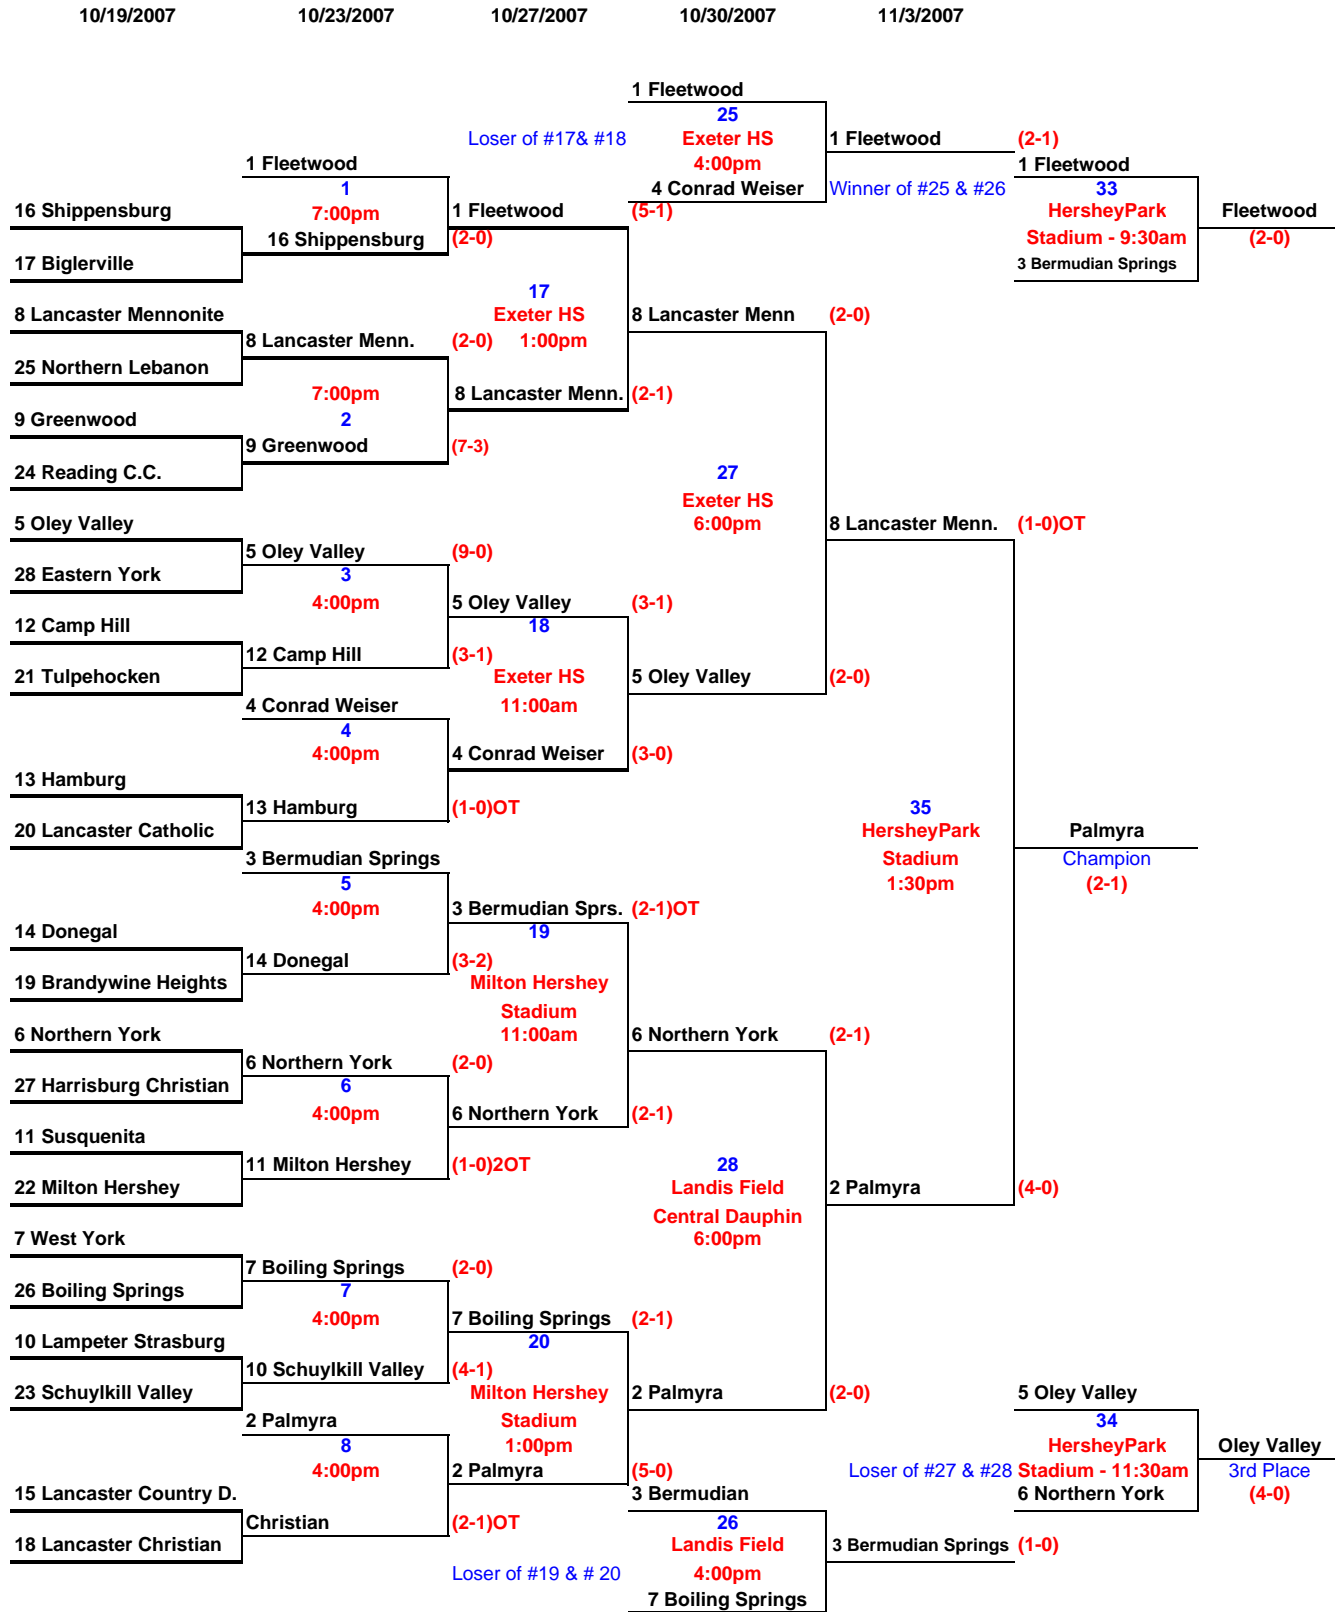 10/19/2007 10/23/2007 10/27/2007 10/30/2007 11/3/2007
1 Fleetwood
25
Loser of #17& #18 Exeter HS 1 Fleetwood (2-1)
1 Fleetwood 4:00pm 1 Fleetwood
1 4 Conrad Weiser Winner of #25 & #26 33
16 Shippensburg 7:00pm 1 Fleetwood (5-1) HersheyPark Fleetwood
16 Shippensburg (2-0) Stadium - 9:30am (2-0)
17 Biglerville 3 Bermudian Springs
17
8 Lancaster Mennonite Exeter HS 8 Lancaster Menn (2-0)
8 Lancaster Menn. (2-0) 1:00pm
25 Northern Lebanon
7:00pm 8 Lancaster Menn. (2-1)
9 Greenwood 2
9 Greenwood (7-3)
24 Reading C.C. 27
Exeter HS
5 Oley Valley 6:00pm 8 Lancaster Menn. (1-0)OT
5 Oley Valley (9-0)
28 Eastern York 3
4:00pm 5 Oley Valley (3-1)
12 Camp Hill 18
12 Camp Hill (3-1)
21 Tulpehocken Exeter HS 5 Oley Valley (2-0)
4 Conrad Weiser 11:00am
4
4:00pm 4 Conrad Weiser (3-0)
13 Hamburg
13 Hamburg (1-0)OT 35
20 Lancaster Catholic HersheyPark Palmyra
3 Bermudian Springs Stadium Champion
5 1:30pm (2-1)
4:00pm 3 Bermudian Sprs. (2-1)OT
14 Donegal 19
14 Donegal (3-2)
19 Brandywine Heights Milton Hershey
Stadium
6 Northern York 11:00am 6 Northern York (2-1)
6 Northern York (2-0)
27 Harrisburg Christian 6
4:00pm 6 Northern York (2-1)
11 Susquenita
11 Milton Hershey (1-0)2OT 28
22 Milton Hershey Landis Field 2 Palmyra (4-0)
Central Dauphin
7 West York 6:00pm
7 Boiling Springs (2-0)
26 Boiling Springs 7
4:00pm 7 Boiling Springs (2-1)
10 Lampeter Strasburg 20
10 Schuylkill Valley (4-1)
23 Schuylkill Valley Milton Hershey 2 Palmyra (2-0) 5 Oley Valley
2 Palmyra Stadium 34
8 1:00pm HersheyPark Oley Valley
4:00pm 2 Palmyra (5-0) Loser of #27 & #28 Stadium - 11:30am 3rd Place
15 Lancaster Country D. 3 Bermudian 6 Northern York (4-0)
Christian (2-1)OT 26
18 Lancaster Christian Landis Field 3 Bermudian Springs (1-0)
Loser of #19 & # 20 4:00pm
7 Boiling Springs